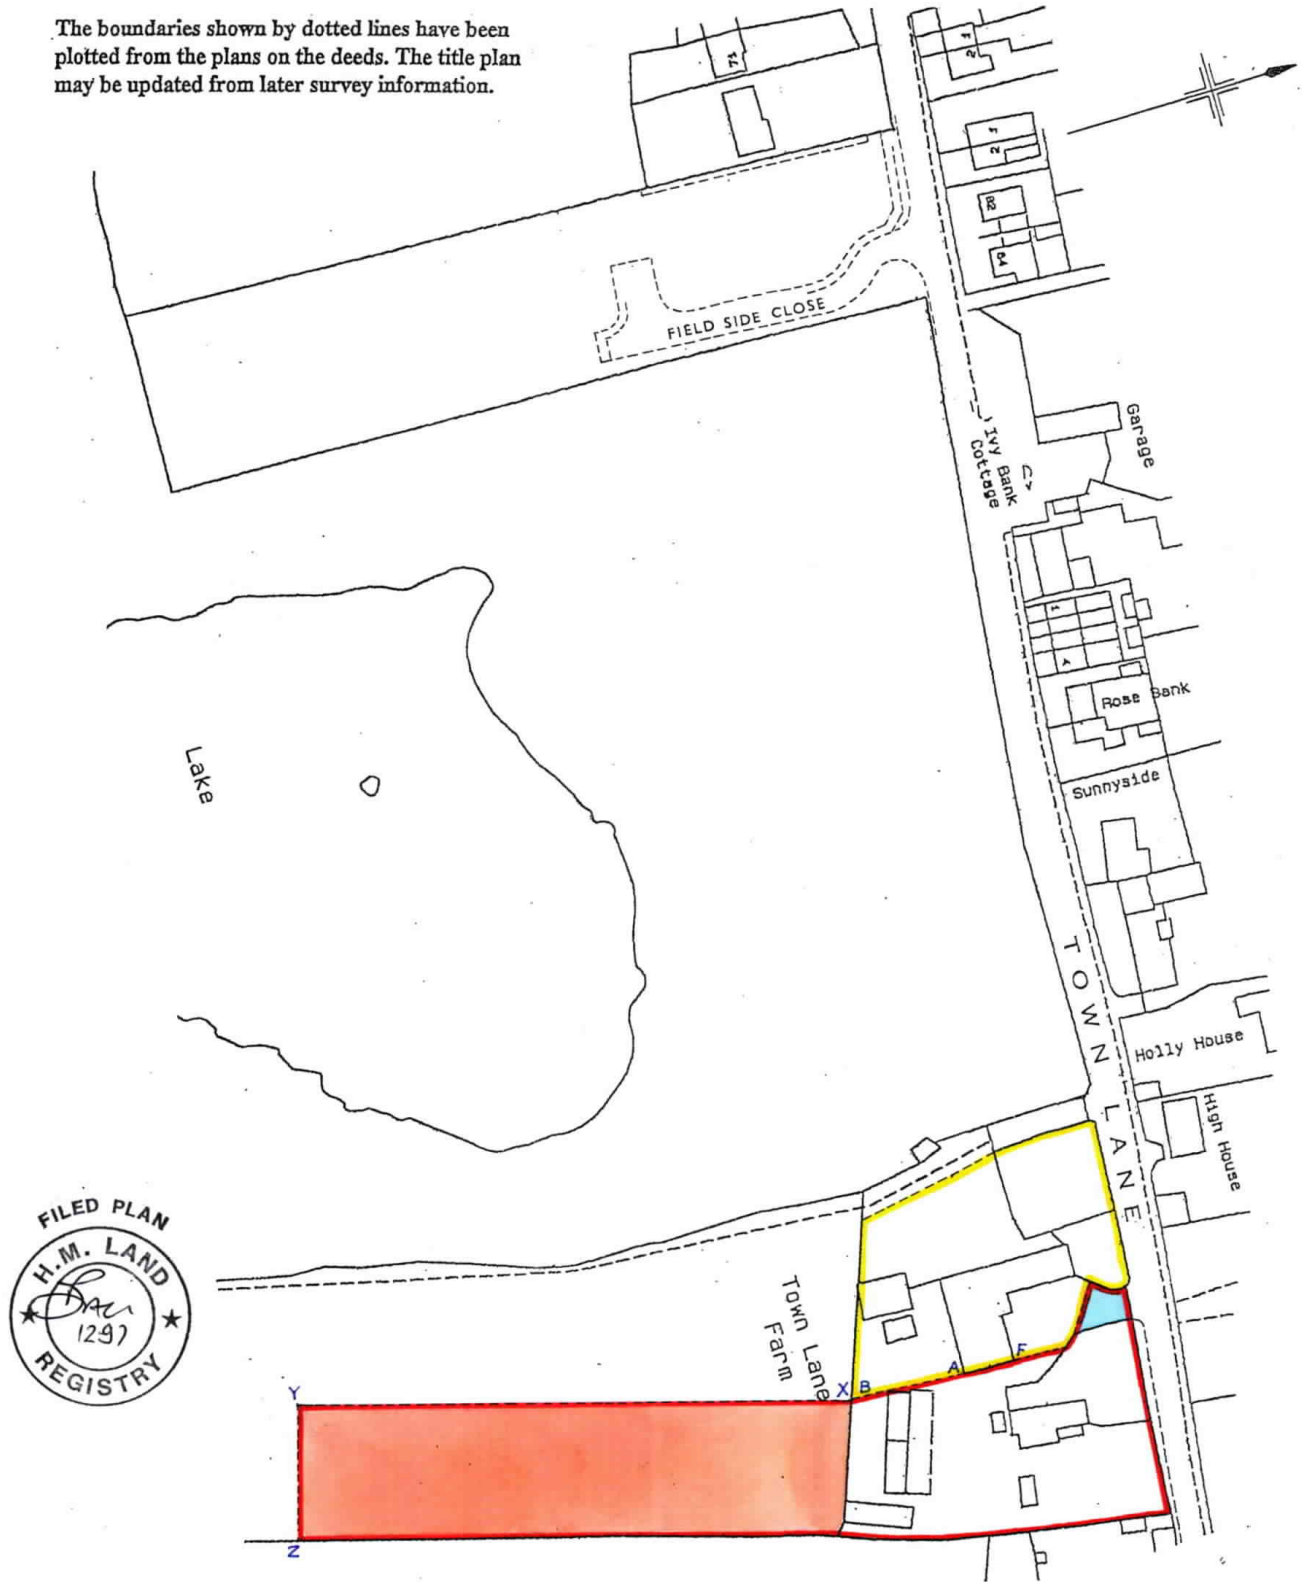 The boundaries shown by dotted lines have been
plotted from the plans on the deeds. The title plan
may be updated from later survey information.
71
1
2
1
2
82
84
FIELD SIDE CLOSE
Garage
Ivy Bank
Cottage
1
4
Rose Bank
Sunnyside
Lake
TOWN LANE
Holly House
High House
FILED PLAN
H.M. LAND
1297
REGISTRY
Town Lane
Farm
A
F
X
B
Y
Z